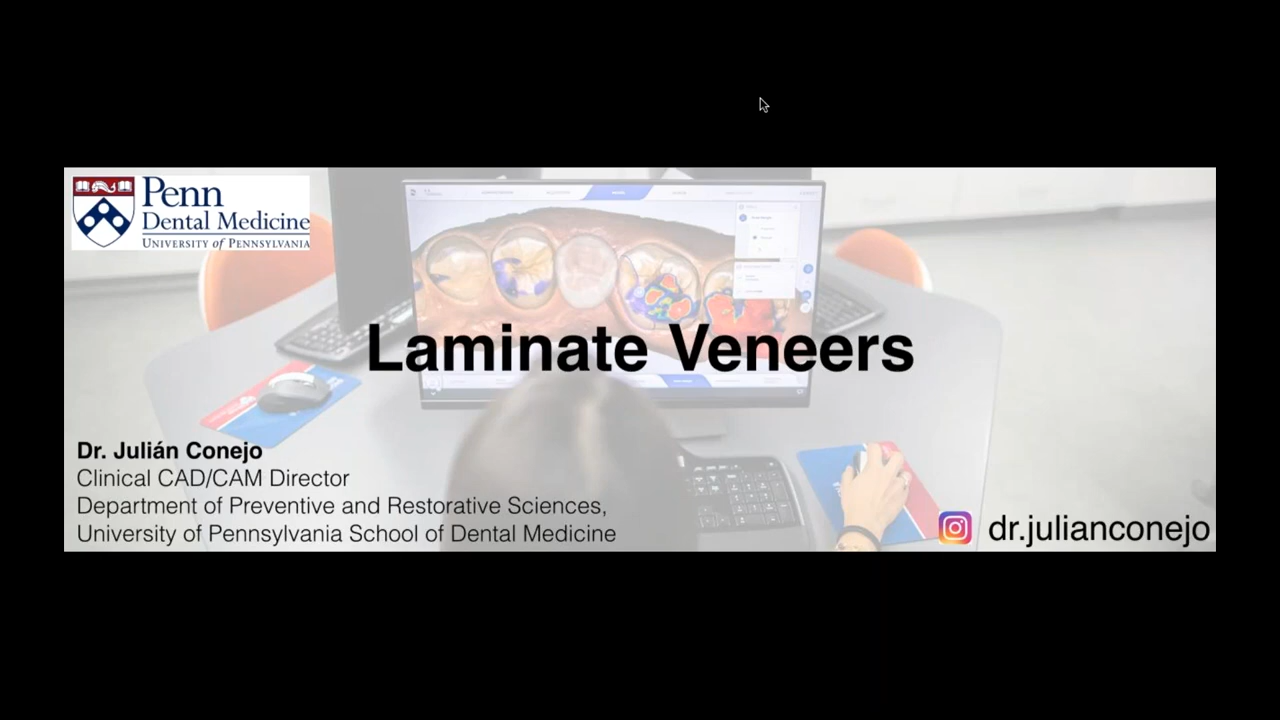 Penn
Dental Medicine
UNIVERSITY of PENNSYLVANIA
Laminate Veneers
Dr. Julián Conejo
Clinical CAD/CAM Director
Department of Preventive and Restorative Sciences,
University of Pennsylvania School of Dental Medicine
dr.julianconejo